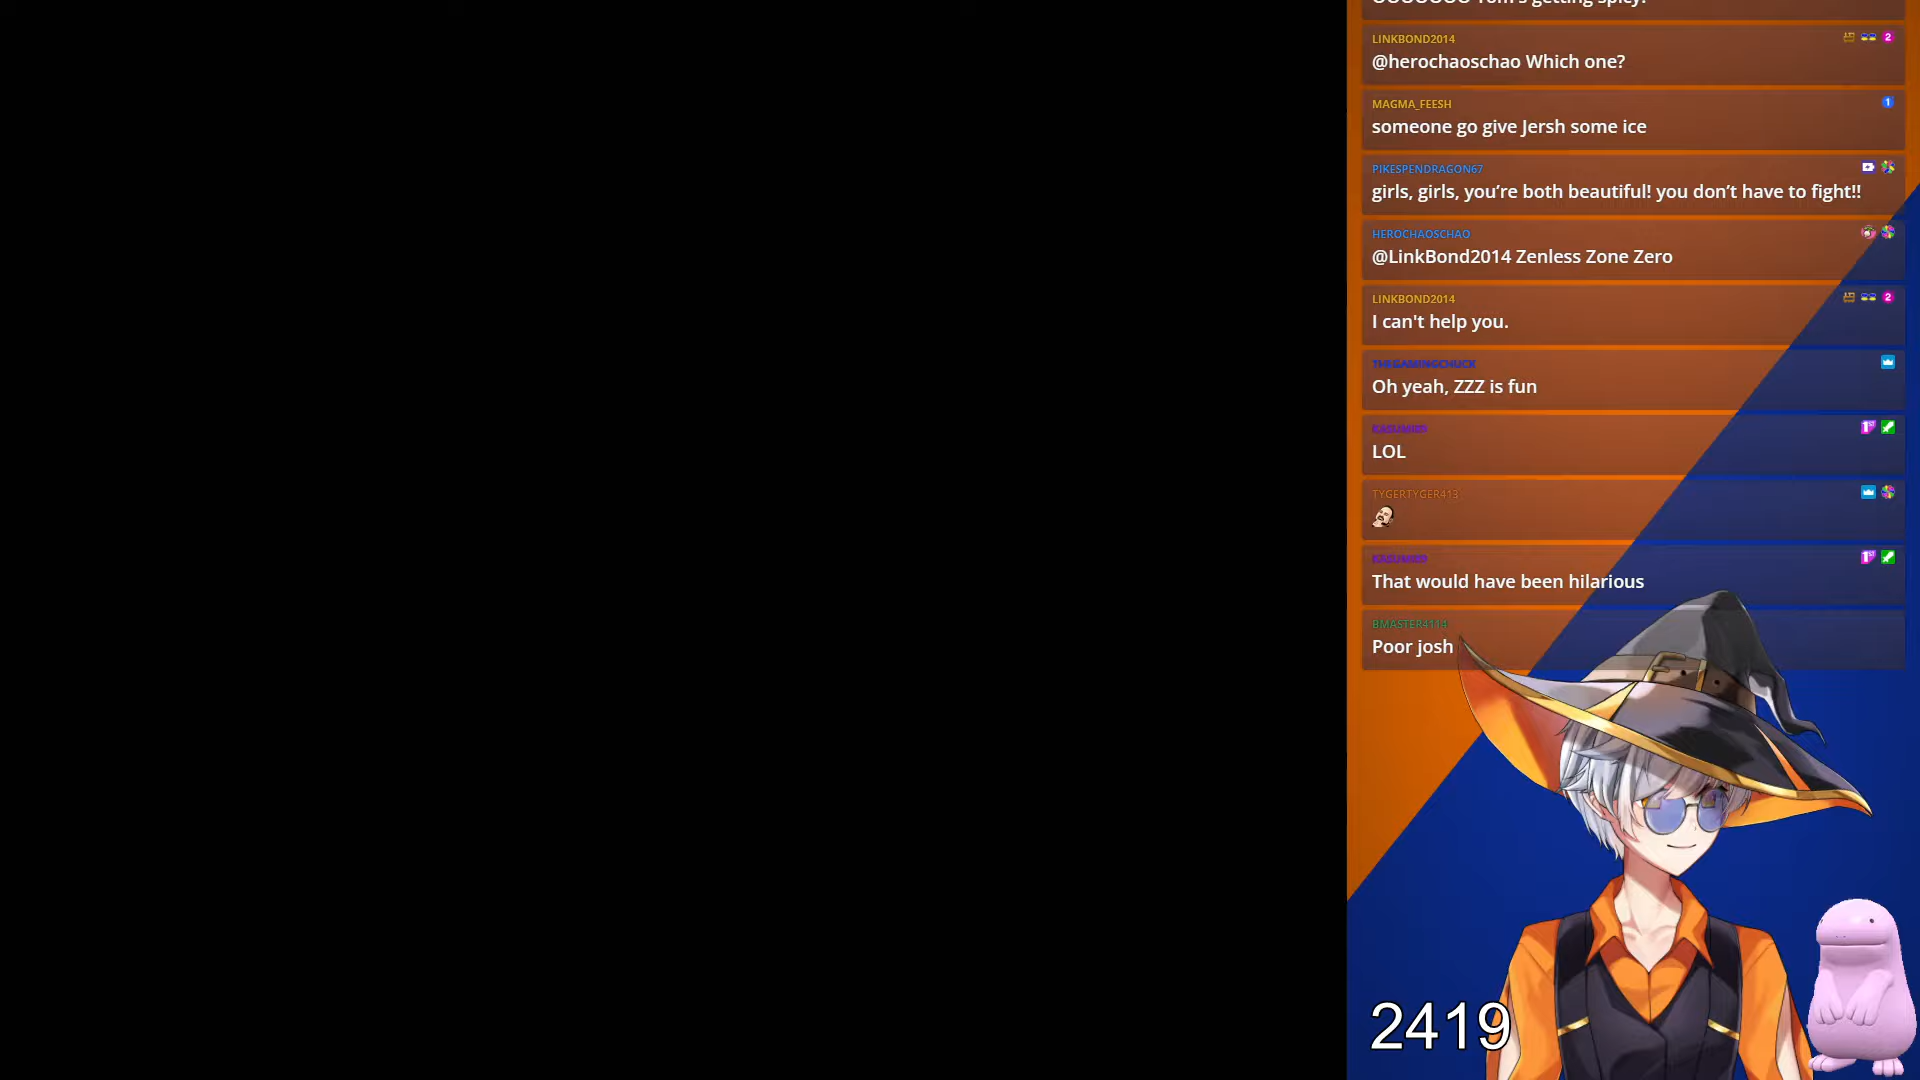 LINKBOND2014
@herochaoschao Which one?
MAGMA_FEESH
someone go give Jersh some ice
PIKESPENDRAGON67
girls, girls, you’re both beautiful! you don’t have to fight!!
HEROCHAOSCHAO
@LinkBond2014 Zenless Zone Zero
LINKBOND2014
I can't help you.
THEGAMINGCHUCK
Oh yeah, ZZZ is fun
LOL
TYGERTYGER413
That would have been hilarious
BMASTER4114
Poor josh
2419